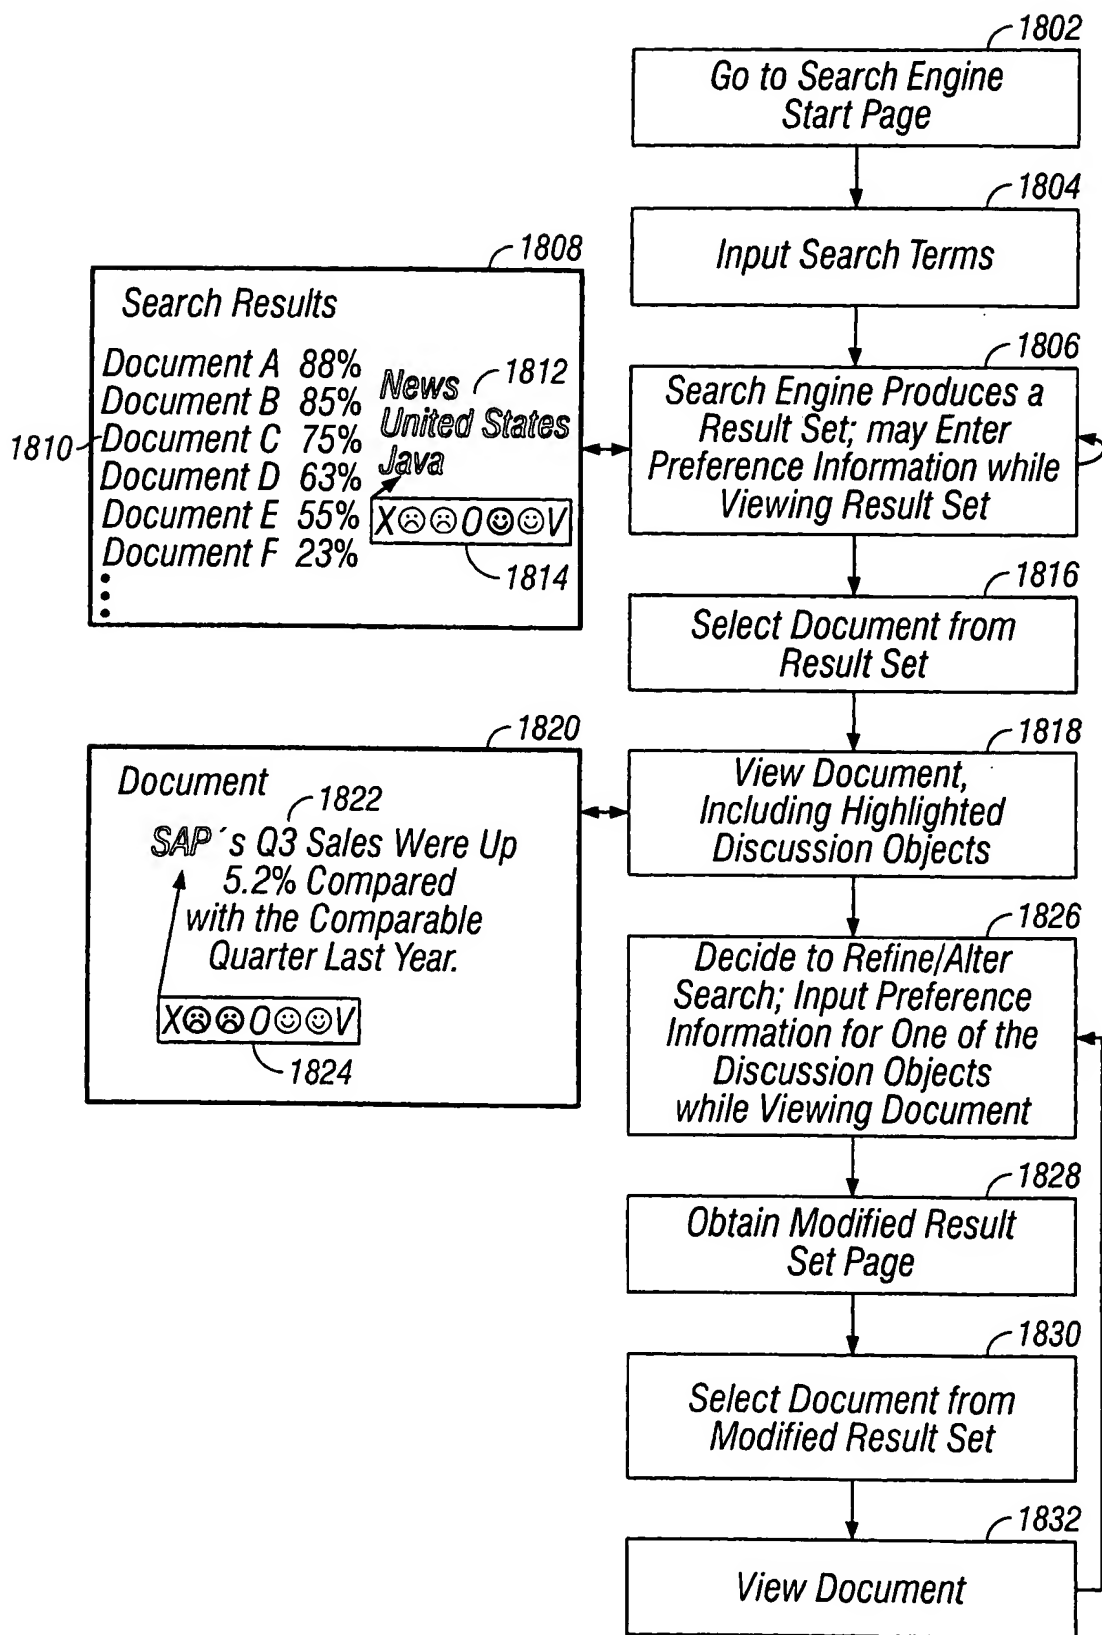 1802
Go to Search Engine
Start Page
1804
Input Search Terms
1806
Search Engine Produces a
Result Set; may Enter
Preference Information while
Viewing Result Set
1808
Search Results
Document A 88%
Document B 85%
Document C 75%
Document D 63%
Document E 55%
Document F 23%
1810
1812
News
United States
Java
X☹☹O☺☺V
1814
1816
Select Document from
Result Set
1818
View Document,
Including Highlighted
Discussion Objects
1820
Document
1822
SAP´s Q3 Sales Were Up
5.2% Compared
with the Comparable
Quarter Last Year.
X☹☹O☺☺V
1824
1826
Decide to Refine/Alter
Search; Input Preference
Information for One of the
Discussion Objects
while Viewing Document
1828
Obtain Modified Result
Set Page
1830
Select Document from
Modified Result Set
1832
View Document